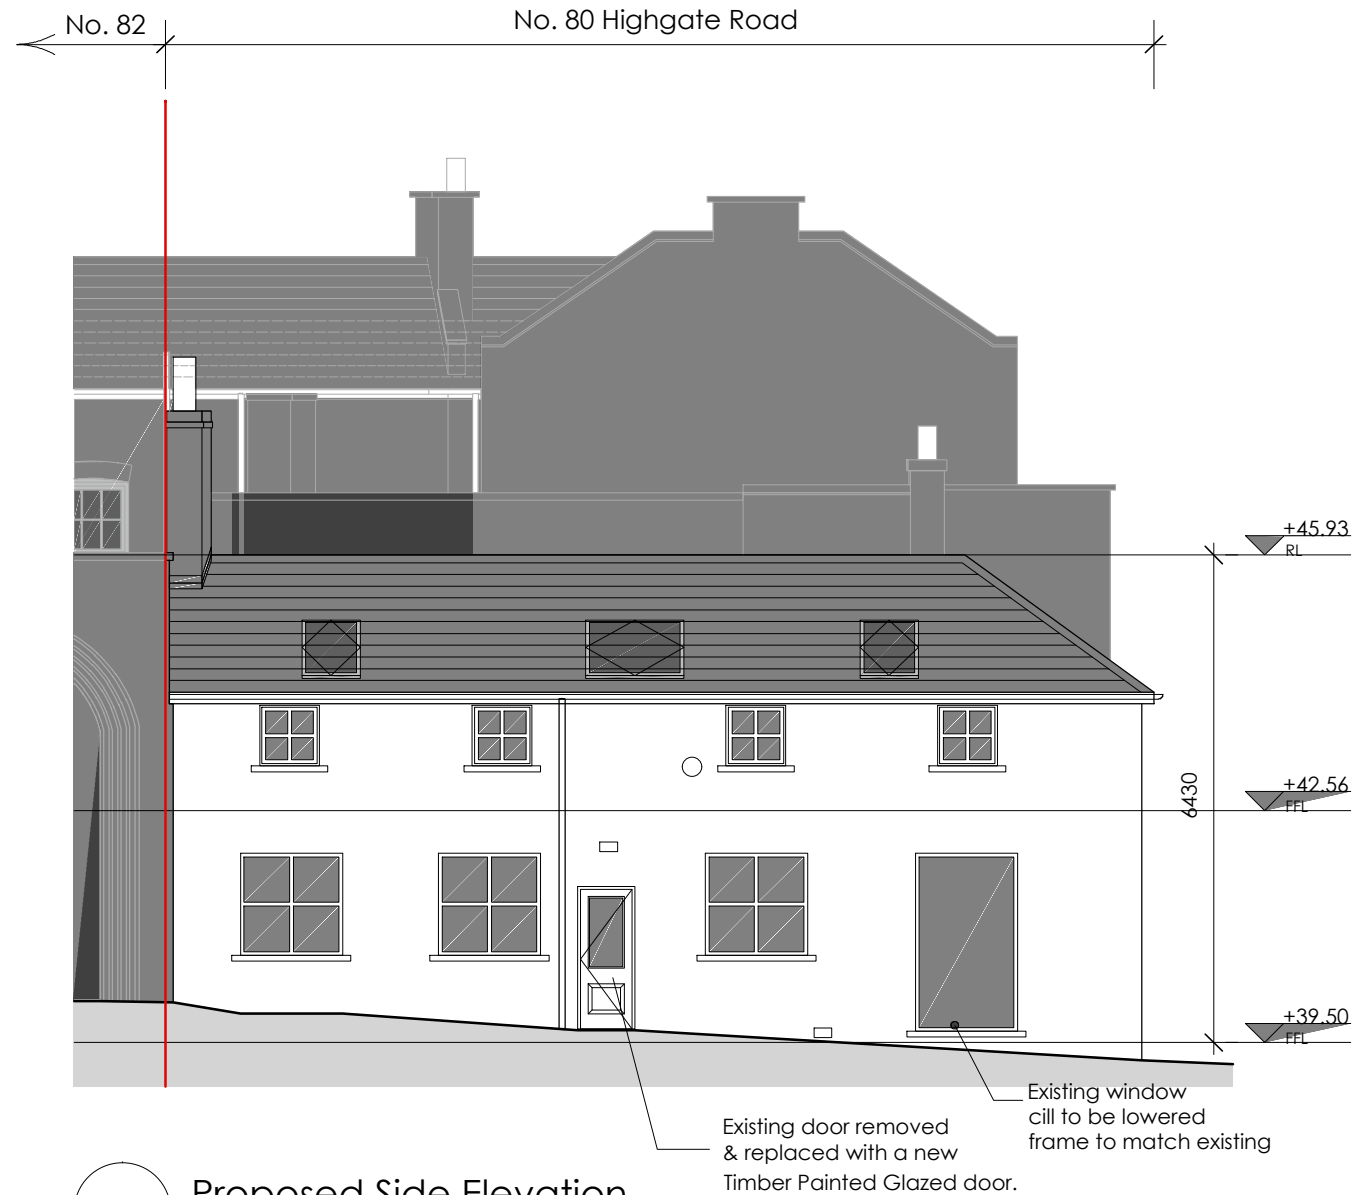 No. 82
No. 80 Highgate Road
+45.93
RL
+42.56
FFL
6430
+39.50
FFL
Existing window
cill to be lowered
frame to match existing
Existing door removed
& replaced with a new
Timber Painted Glazed door.
Proposed Side Elevation